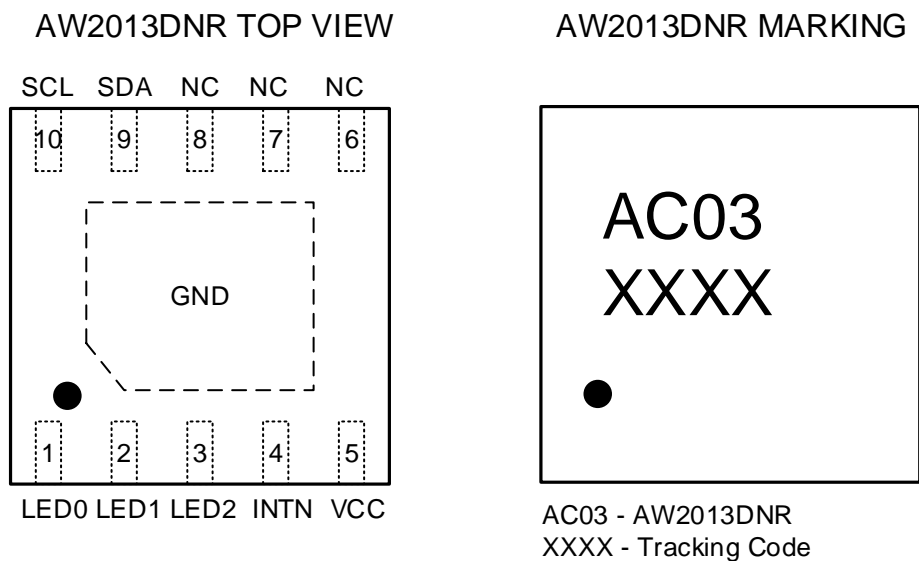 AW2013DNR TOP VIEW
SCL SDA NC NC NC
10 9 8 7 6
GND
1 2 3 4 5
LED0 LED1 LED2 INTN VCC
AW2013DNR MARKING
AC03
XXXX
AC03 - AW2013DNR
XXXX - Tracking Code